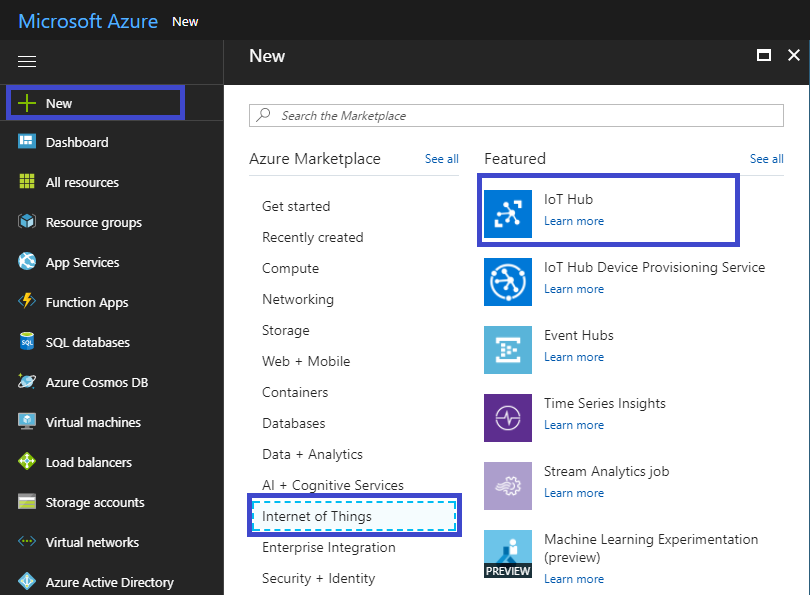 Microsoft Azure New
New
New
Dashboard
All resources
Resource groups
App Services
Function Apps
SQL
SQL databases
Azure Cosmos DB
Virtual machines
Load balancers
Storage accounts
Virtual networks
Azure Active Directory
Search the Marketplace
Azure Marketplace See all
Get started
Recently created
Compute
Networking
Storage
Web + Mobile
Containers
Databases
Data + Analytics
AI + Cognitive Services
Internet of Things
Enterprise Integration
Security + Identity
Featured See all
IoT Hub
Learn more
IoT Hub Device Provisioning Service
Learn more
Event Hubs
Learn more
Time Series Insights
Learn more
Stream Analytics job
Learn more
PREVIEW
Machine Learning Experimentation
(preview)
Learn more